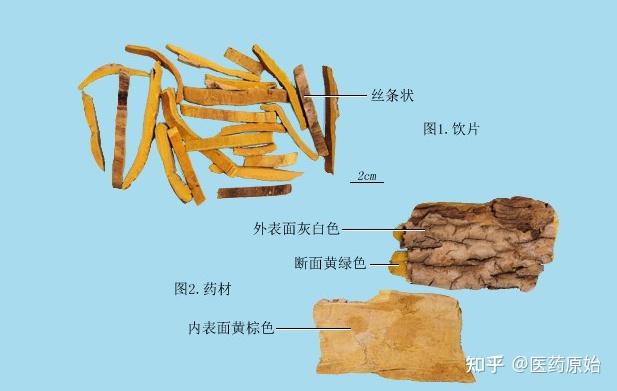 丝条状
图1.饮片
2cm
外表面灰白色
断面黄绿色
图2.药材
内表面黄棕色
知乎 @医药原始